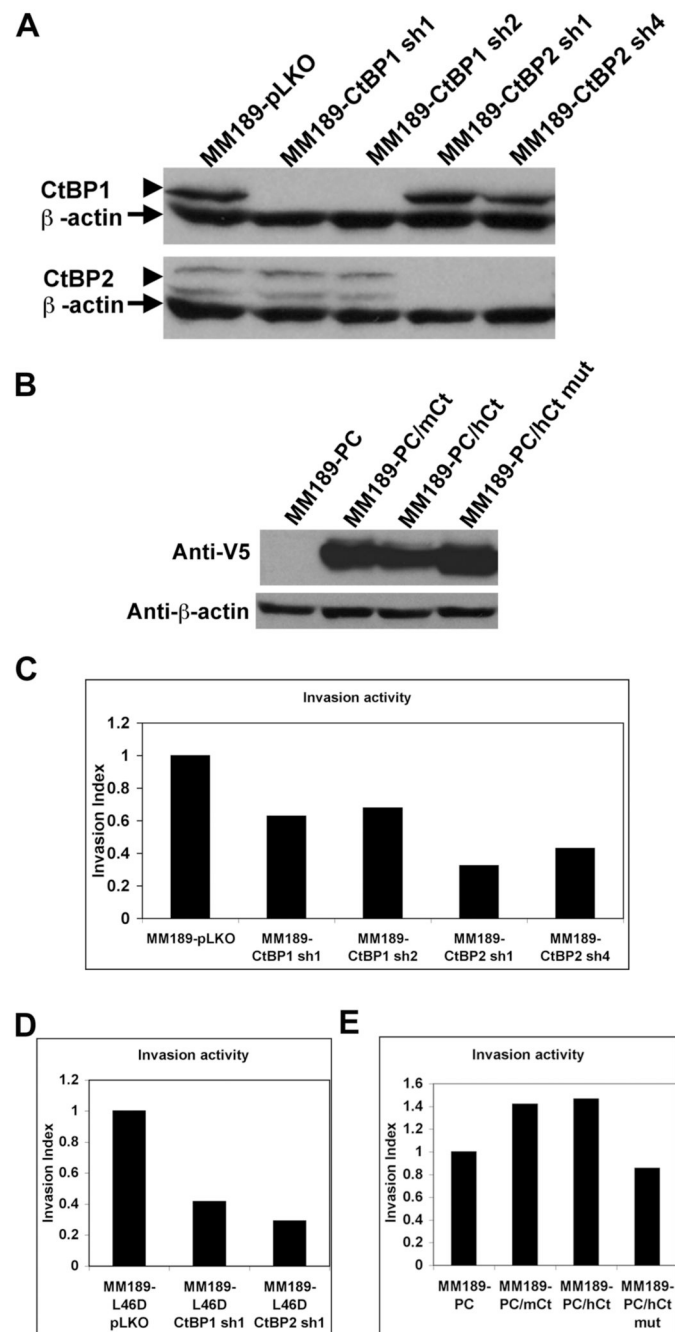 A
MM189-pLKO
MM189-CtBP1 sh1
MM189-CtBP1 sh2
MM189-CtBP2 sh1
MM189-CtBP2 sh4
CtBP1
β -actin
CtBP2
β -actin
B
MM189-PC
MM189-PC/mCt
MM189-PC/hCt
MM189-PC/hCt mut
Anti-V5
Anti-β-actin
C
Invasion activity
Invasion Index
1.2
1
0.8
0.6
0.4
0.2
0
MM189-pLKO
MM189-
CtBP1 sh1
MM189-
CtBP1 sh2
MM189-
CtBP2 sh1
MM189-
CtBP2 sh4
D
Invasion activity
Invasion Index
1.2
1
0.8
0.6
0.4
0.2
0
MM189-
L46D
pLKO
MM189-
L46D
CtBP1 sh1
MM189-
L46D
CtBP2 sh1
E
Invasion activity
Invasion Index
1.6
1.4
1.2
1
0.8
0.6
0.4
0.2
0
MM189-
PC
MM189-
PC/mCt
MM189-
PC/hCt
MM189-
PC/hCt
mut